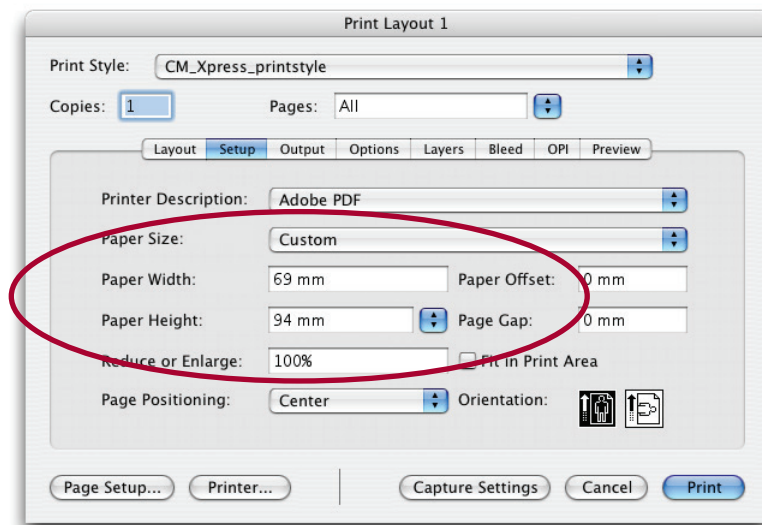 Print Layout 1
Print Style: CM_Xpress_printstyle
Copies: 1 Pages: All
Layout Setup Output Options Layers Bleed OPI Preview
Printer Description: Adobe PDF
Paper Size: Custom
Paper Width: 69 mm Paper Offset: 0 mm
Paper Height: 94 mm Page Gap: 0 mm
Reduce or Enlarge: 100% Fit in Print Area
Page Positioning: Center Orientation:
Page Setup... Printer... Capture Settings Cancel Print